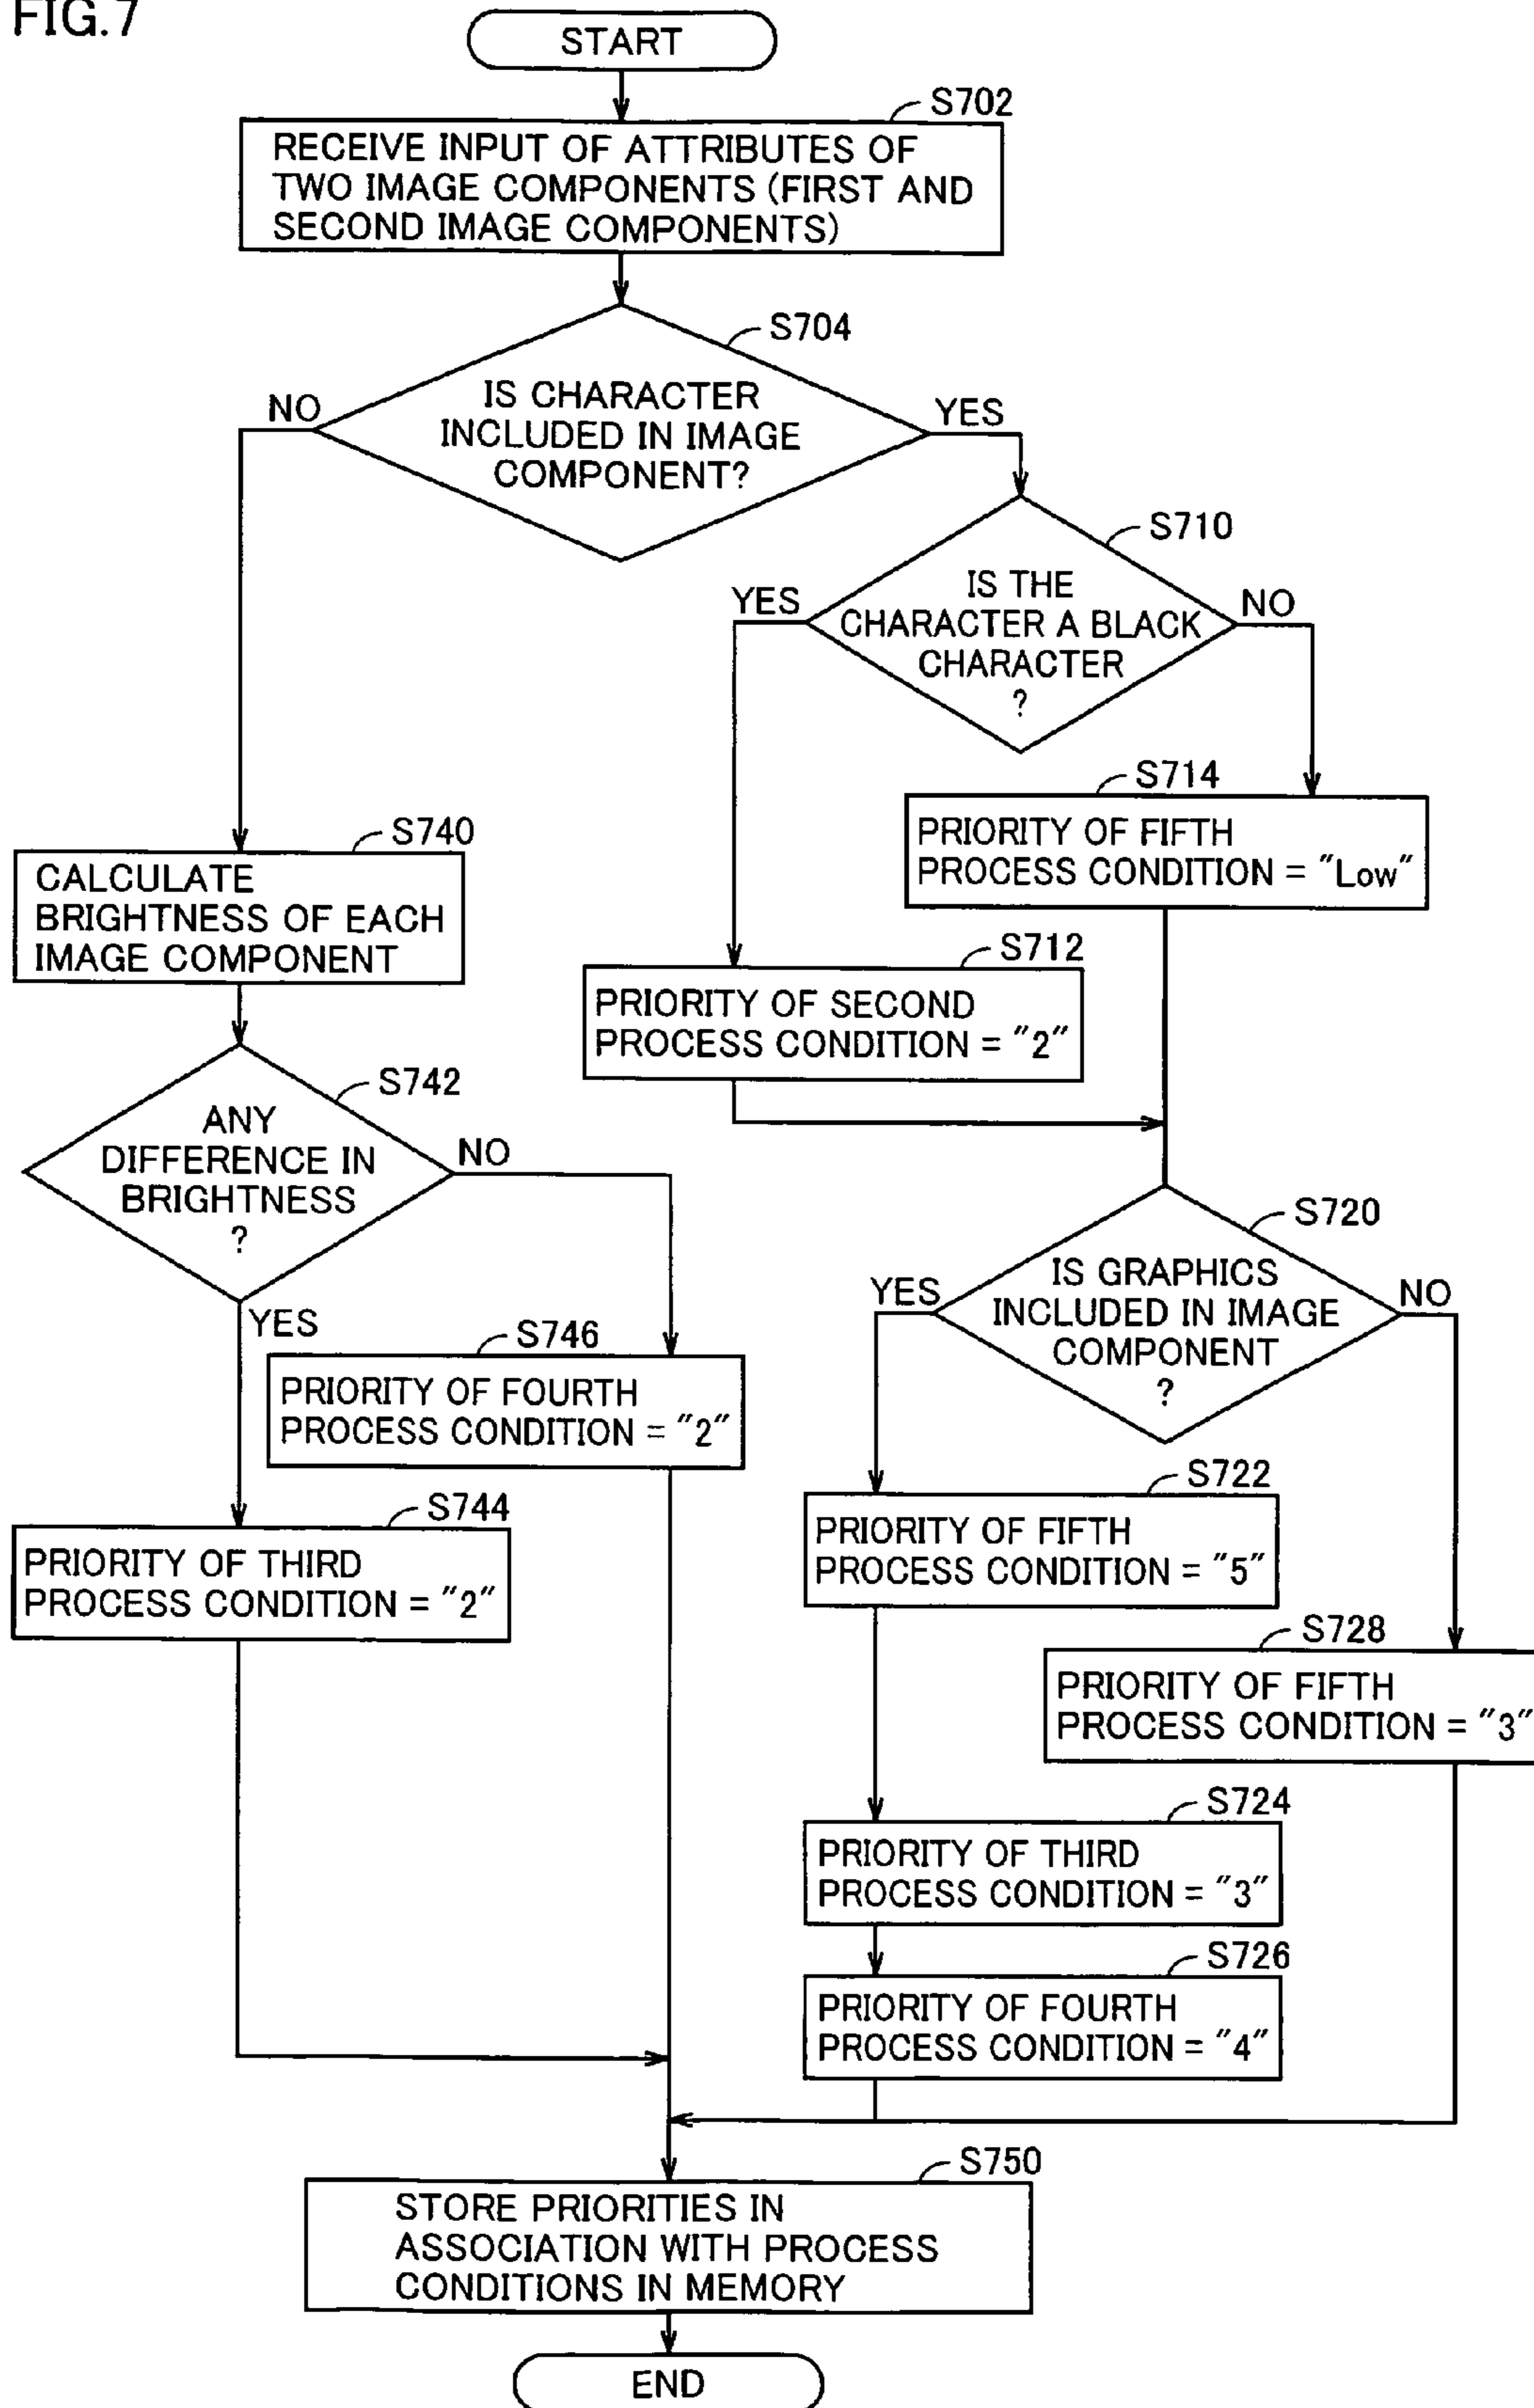 FIG.7
START
S702
RECEIVE INPUT OF ATTRIBUTES OF
TWO IMAGE COMPONENTS (FIRST AND
SECOND IMAGE COMPONENTS)
S704
IS CHARACTER
INCLUDED IN IMAGE
COMPONENT?
NO
YES
S710
IS THE
CHARACTER A BLACK
CHARACTER
?
YES
NO
S714
PRIORITY OF FIFTH
PROCESS CONDITION = "Low"
S740
CALCULATE
BRIGHTNESS OF EACH
IMAGE COMPONENT
S712
PRIORITY OF SECOND
PROCESS CONDITION = "2"
S742
ANY
DIFFERENCE IN
BRIGHTNESS
?
NO
YES
S720
IS GRAPHICS
INCLUDED IN IMAGE
COMPONENT
?
YES
NO
S746
PRIORITY OF FOURTH
PROCESS CONDITION = "2"
S722
PRIORITY OF FIFTH
PROCESS CONDITION = "5"
S744
PRIORITY OF THIRD
PROCESS CONDITION = "2"
S728
PRIORITY OF FIFTH
PROCESS CONDITION = "3"
S724
PRIORITY OF THIRD
PROCESS CONDITION = "3"
S726
PRIORITY OF FOURTH
PROCESS CONDITION = "4"
S750
STORE PRIORITIES IN
ASSOCIATION WITH PROCESS
CONDITIONS IN MEMORY
END